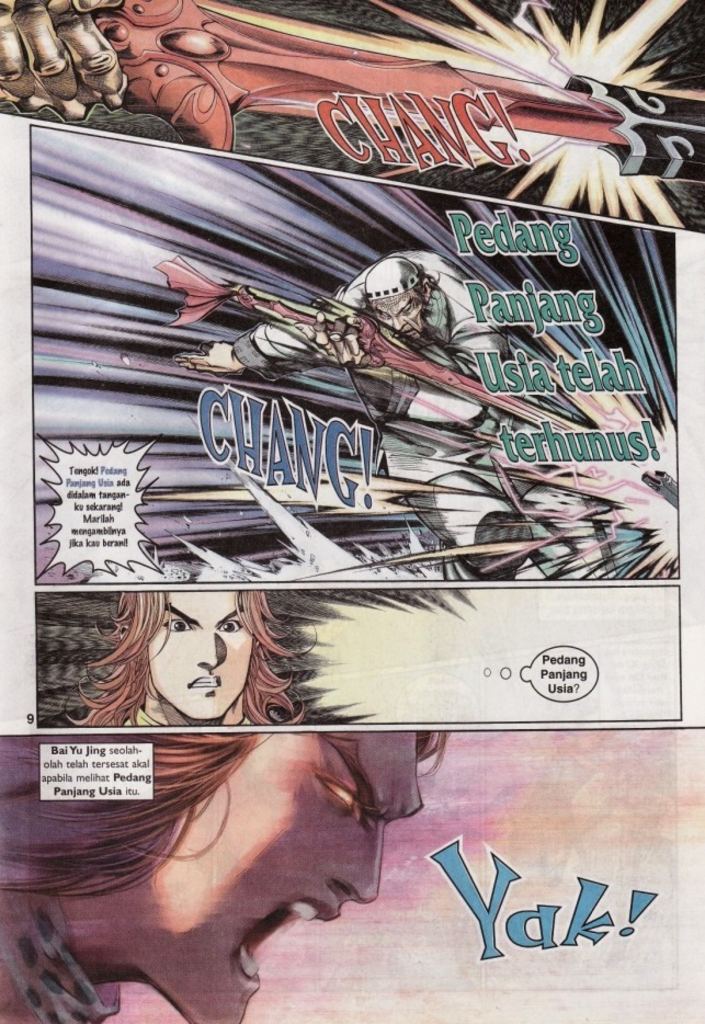 CHANG!
Pedang
Panjang
Usia telah
terhunus!
CHANG!
Tengok! Pedang
Panjang Usia ada
didalam tangan-
ku sekarang!
Marilah
mengambilnya
jika kau berani!
Pedang
Panjang
Usia?
9
Bai Yu Jing seolah-
olah telah tersesat akal
apabila melihat Pedang
Panjang Usia itu.
Yak!